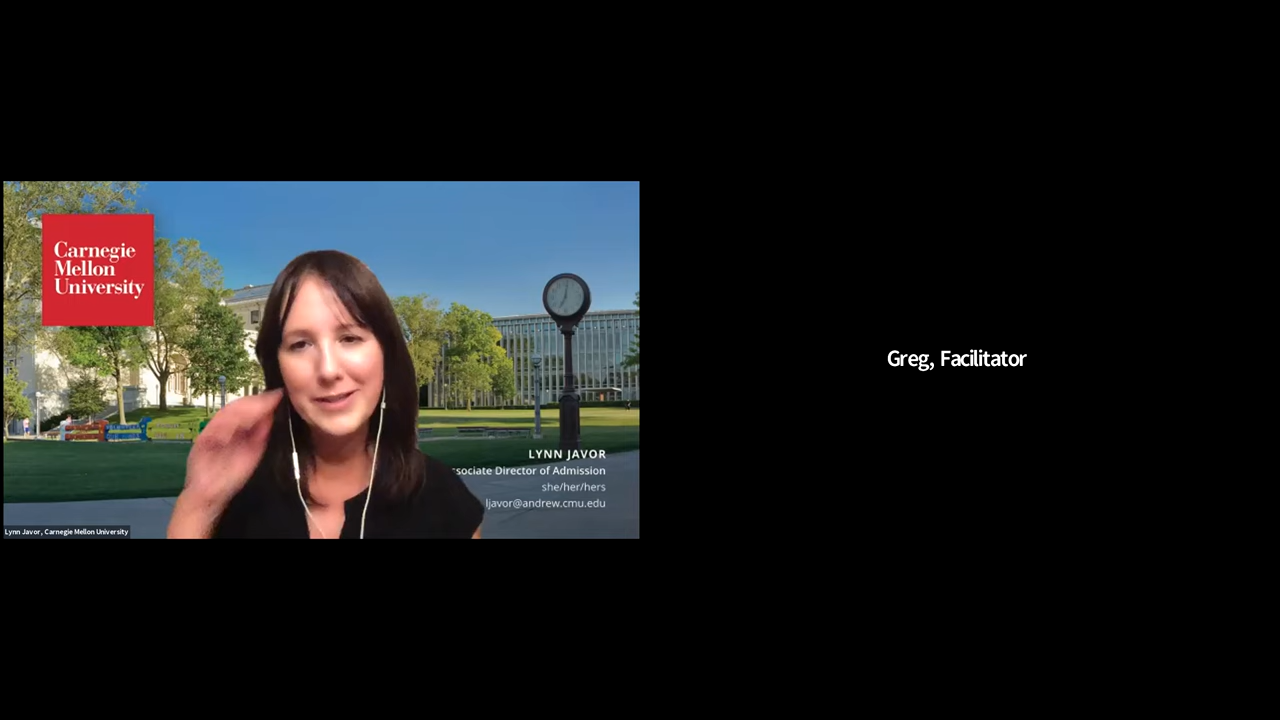 Carnegie
Mellon
University
LYNN JAVOR
ssociate Director of Admission
she/her/hers
ljavor@andrew.cmu.edu
Lynn Javor, Carnegie Mellon University
Greg, Facilitator